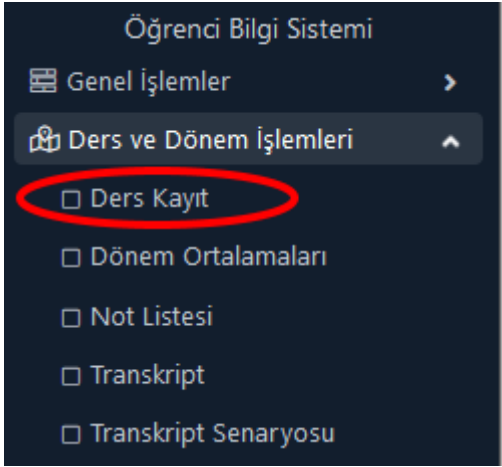 Öğrenci Bilgi Sistemi
Genel İşlemler
Ders ve Dönem İşlemleri
Ders Kayıt
Dönem Ortalamaları
Not Listesi
Transkript
Transkript Senaryosu